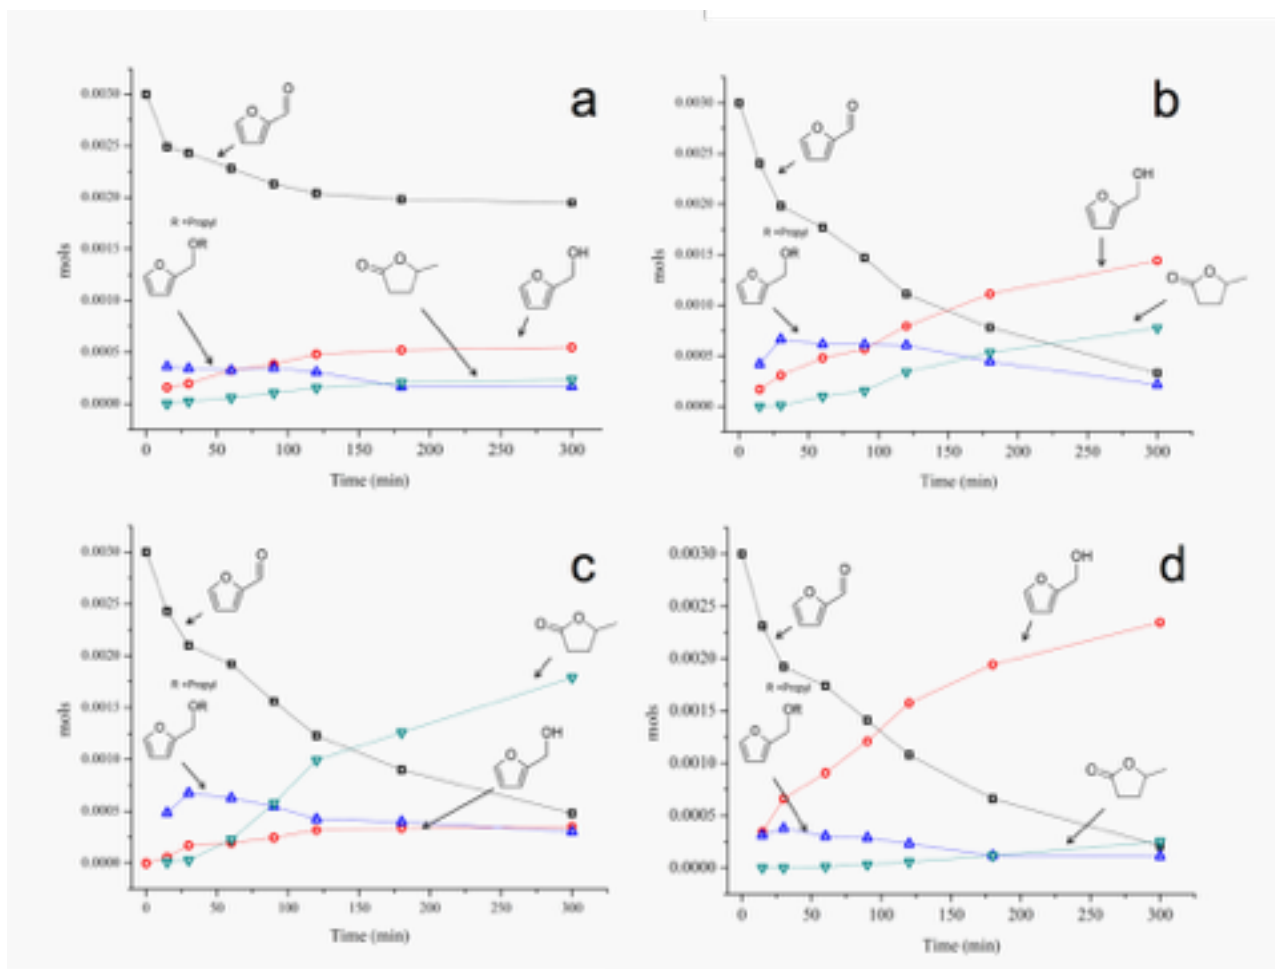 a
0.0030
0.0025
0.0020
0.0015
0.0010
0.0005
0.0000
mols
O
O
R =Propyl
OR
O
O
O
OH
O
0
50
100
150
200
250
300
Time (min)
b
0.0030
0.0025
0.0020
0.0015
0.0010
0.0005
0.0000
mols
O
O
R =Propyl
OR
O
OH
O
O
O
0
50
100
150
200
250
300
Time (min)
c
0.0030
0.0025
0.0020
0.0015
0.0010
0.0005
0.0000
mols
O
O
R =Propyl
OR
O
O
O
OH
O
0
50
100
150
200
250
300
Time (min)
d
0.0030
0.0025
0.0020
0.0015
0.0010
0.0005
0.0000
mols
O
O
R =Propyl
OR
O
OH
O
O
O
0
50
100
150
200
250
300
Time (min)